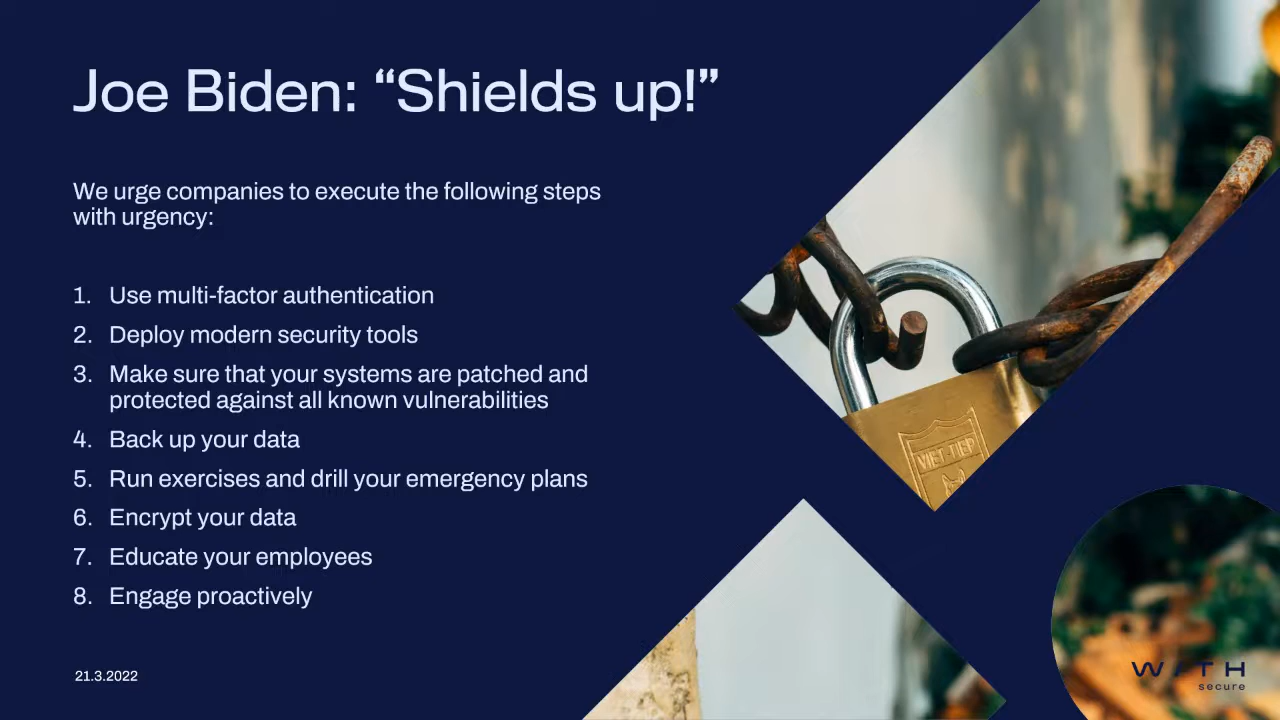 Joe Biden: “Shields up!”
We urge companies to execute the following steps
with urgency:
1. Use multi-factor authentication
2. Deploy modern security tools
3. Make sure that your systems are patched and
protected against all known vulnerabilities
4. Back up your data
5. Run exercises and drill your emergency plans
6. Encrypt your data
7. Educate your employees
8. Engage proactively
VIET-TIEP
21.3.2022
W/TH
secure